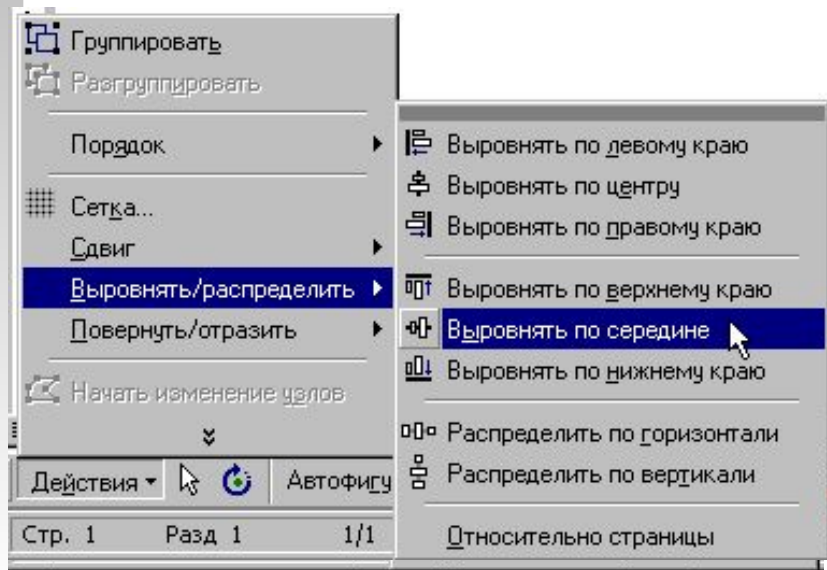 Группировать
Разгруппировать
Порядок
Сетка...
Сдвиг
Выровнять/распределить
Повернуть/отразить
Начать изменение узлов
Выровнять по левому краю
Выровнять по центру
Выровнять по правому краю
Выровнять по верхнему краю
Выровнять по середине
Выровнять по нижнему краю
Распределить по горизонтали
Распределить по вертикали
Относительно страницы
Действия Автофигу
Стр. 1 Разд 1 1/1